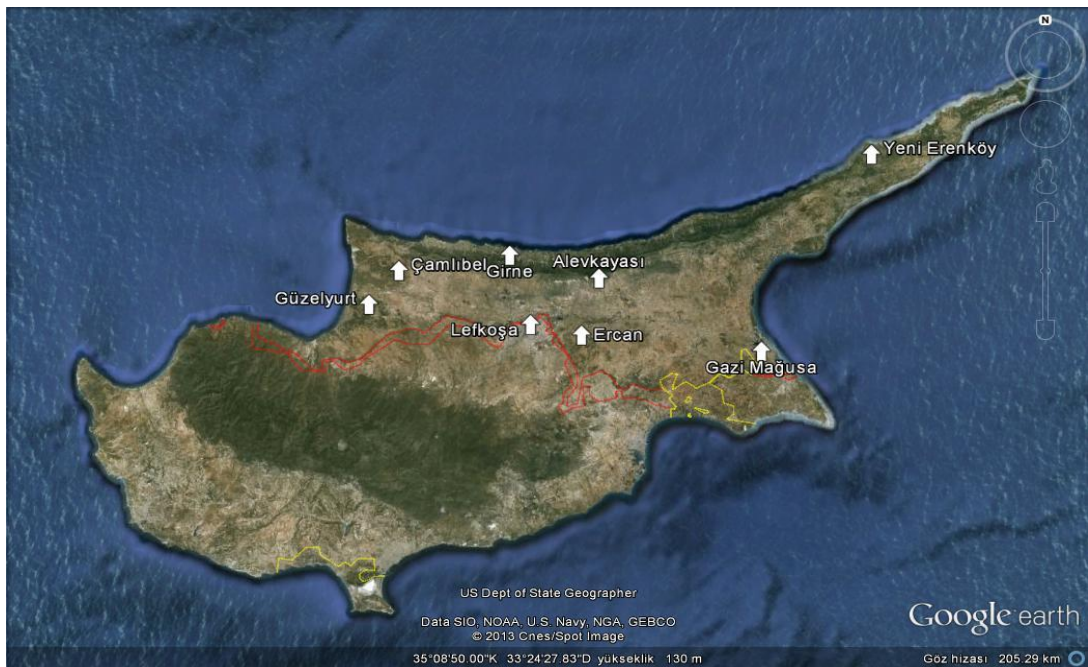 N
Yeni Erenköy
Çamlıbel
Girne
Alevkayası
Güzelyurt
Lefkoşa
Ercan
Gazi Mağusa
US Dept of State Geographer
Google earth
Data SIO, NOAA, U.S. Navy, NGA, GEBCO
© 2013 Cnes/Spot Image
35°08'50.00"K 33°24'27.83"D yükseklik 130 m
Göz hizası 205.29 km